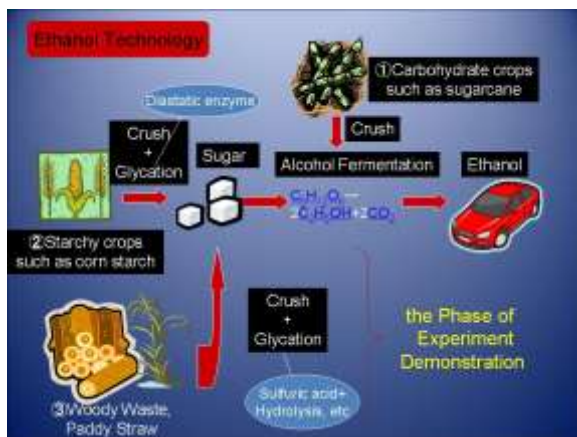 Ethanol Technology
①Carbohydrate crops
such as sugarcane
Diastatic enzyme
Crush
+
Glycation
Crush
Sugar
Alcohol Fermentation
Ethanol
②Starchy crops
such as corn starch
Crush
+
Glycation
the Phase of
Experiment
Demonstration
Sulfuric acid+
Hydrolysis, etc
③Woody Waste,
Paddy Straw